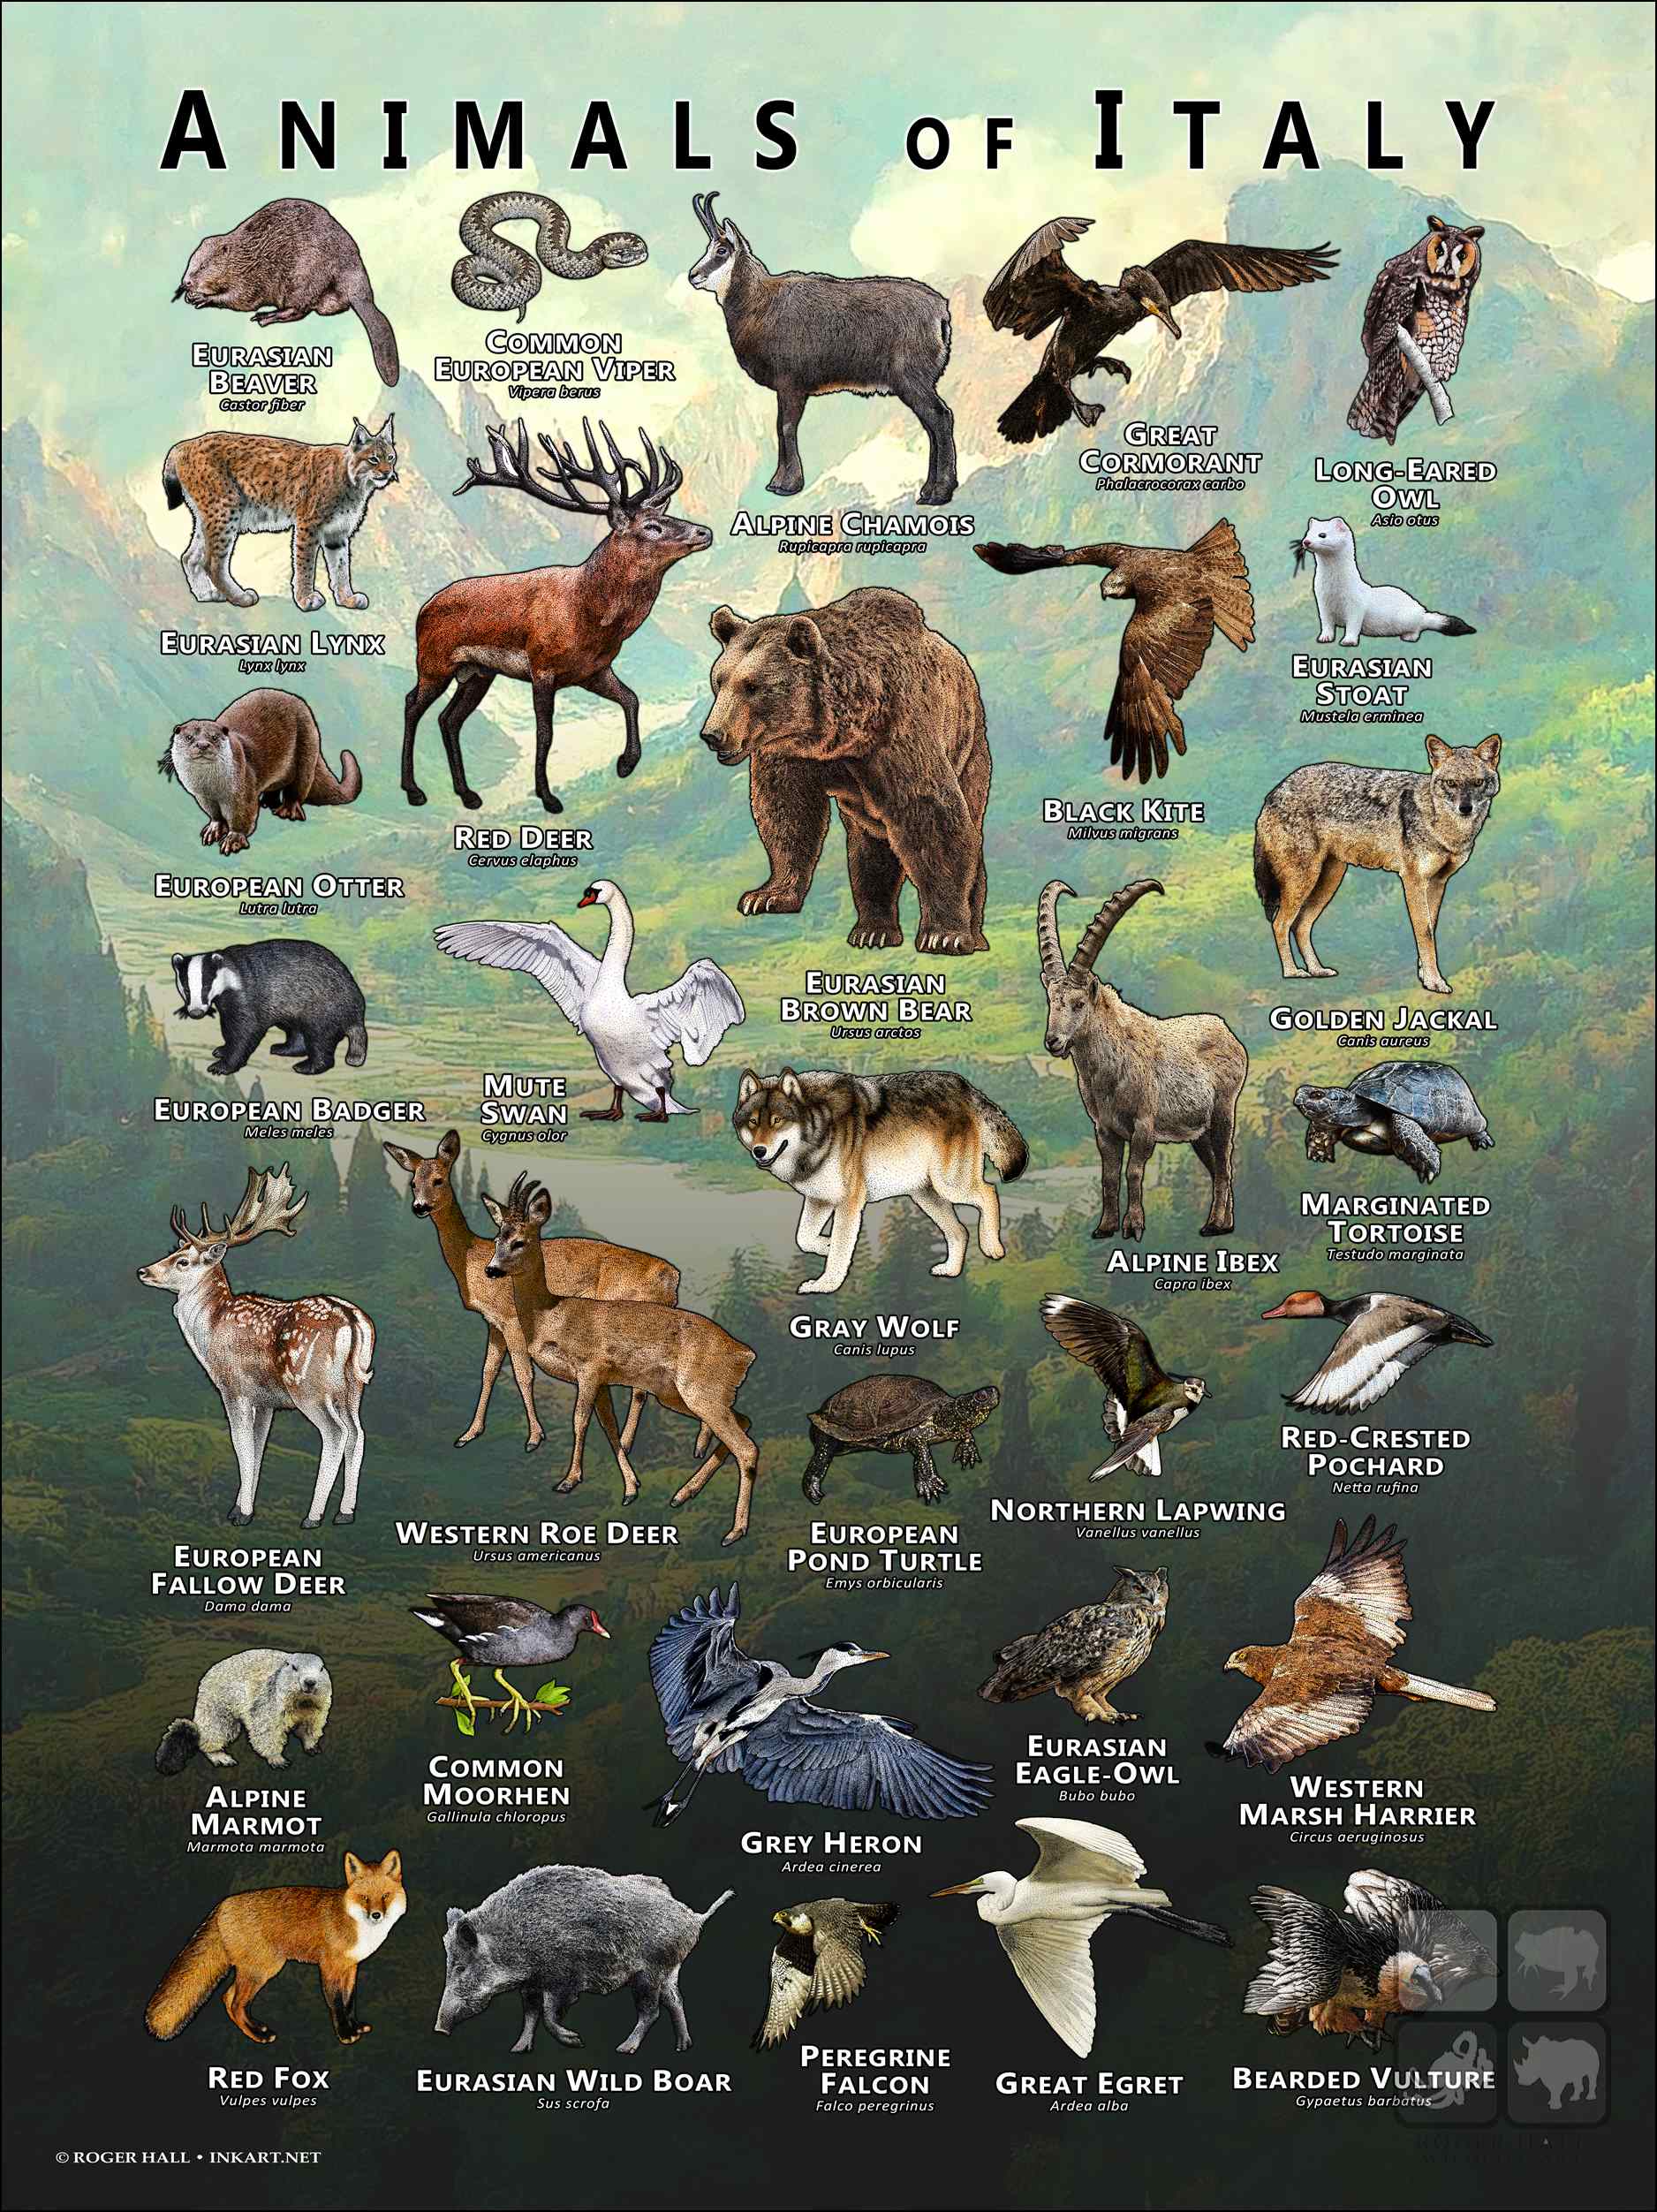 ANIMALS OF ITALY
EURASIAN
BEAVER
Castor fiber
COMMON
EUROPEAN VIPER
Vipera berus
ALPINE CHAMOIS
Rupicapra rupicapra
GREAT
CORMORANT
Phalacrocorax carbo
LONG-EARED
OWL
Asio otus
EURASIAN LYNX
Lynx lynx
RED DEER
Cervus elaphus
EURASIAN
BROWN BEAR
Ursus arctos
BLACK KITE
Milvus migrans
EURASIAN
STOAT
Mustela erminea
EUROPEAN OTTER
Lutra lutra
GOLDEN JACKAL
Canis aureus
EUROPEAN BADGER
Meles meles
MUTE
SWAN
Cygnus olor
GRAY WOLF
Canis lupus
ALPINE IBEX
Capra ibex
MARGINATED
TORTOISE
Testudo marginata
EUROPEAN
FALLOW DEER
Dama dama
WESTERN ROE DEER
Ursus americanus
EUROPEAN
POND TURTLE
Emys orbicularis
NORTHERN LAPWING
Vanellus vanellus
RED-CRESTED
POCHARD
Netta rufina
ALPINE
MARMOT
Marmota marmota
COMMON
MOORHEN
Gallinula chloropus
GREY HERON
Ardea cinerea
EURASIAN
EAGLE-OWL
Bubo bubo
WESTERN
MARSH HARRIER
Circus aeruginosus
RED FOX
Vulpes vulpes
EURASIAN WILD BOAR
Sus scrofa
PEREGRINE
FALCON
Falco peregrinus
GREAT EGRET
Ardea alba
BEARDED VULTURE
Gypaetus barbatus
© ROGER HALL • INKART.NET